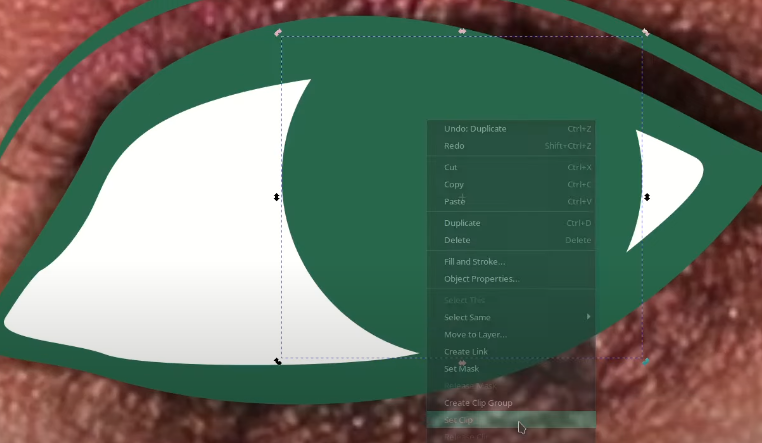 Undo: Duplicate Ctrl+Z
Redo Shift+Ctrl+Z
Cut Ctrl+X
Copy Ctrl+C
Paste Ctrl+V
Duplicate Ctrl+D
Delete Delete
Fill and Stroke...
Object Properties...
Select This
Select Same
Move to Layer...
Create Link
Set Mask
Create Clip Group
Set Clip